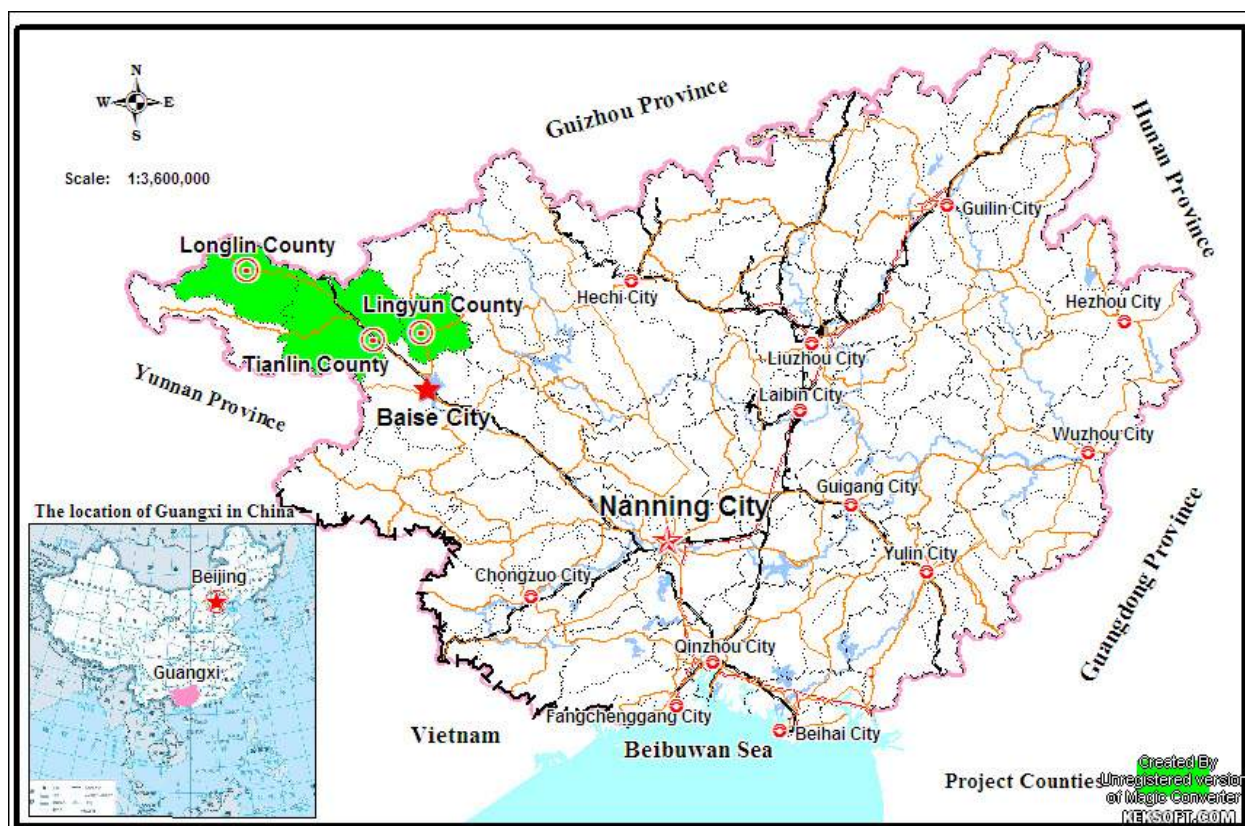 N
W E
S
Scale: 1:3,600,000
Guizhou Province
Hunan Province
Guilin City
Longlin County
Hechi City
Lingyun County
Hezhou City
Liuzhou City
Tianlin County
Yunnan Province
Laibin City
Baise City
Wuzhou City
Guigang City
Nanning City
The location of Guangxi in China
Yulin City
Chongzuo City
Beijing
Guangdong Province
Qinzhou City
Guangxi
Fangchenggang City
Vietnam
Beihai City
Beibuwan Sea
Project Counties
Created By
Unregistered version
of Magic Converter
KEKSOFT.COM